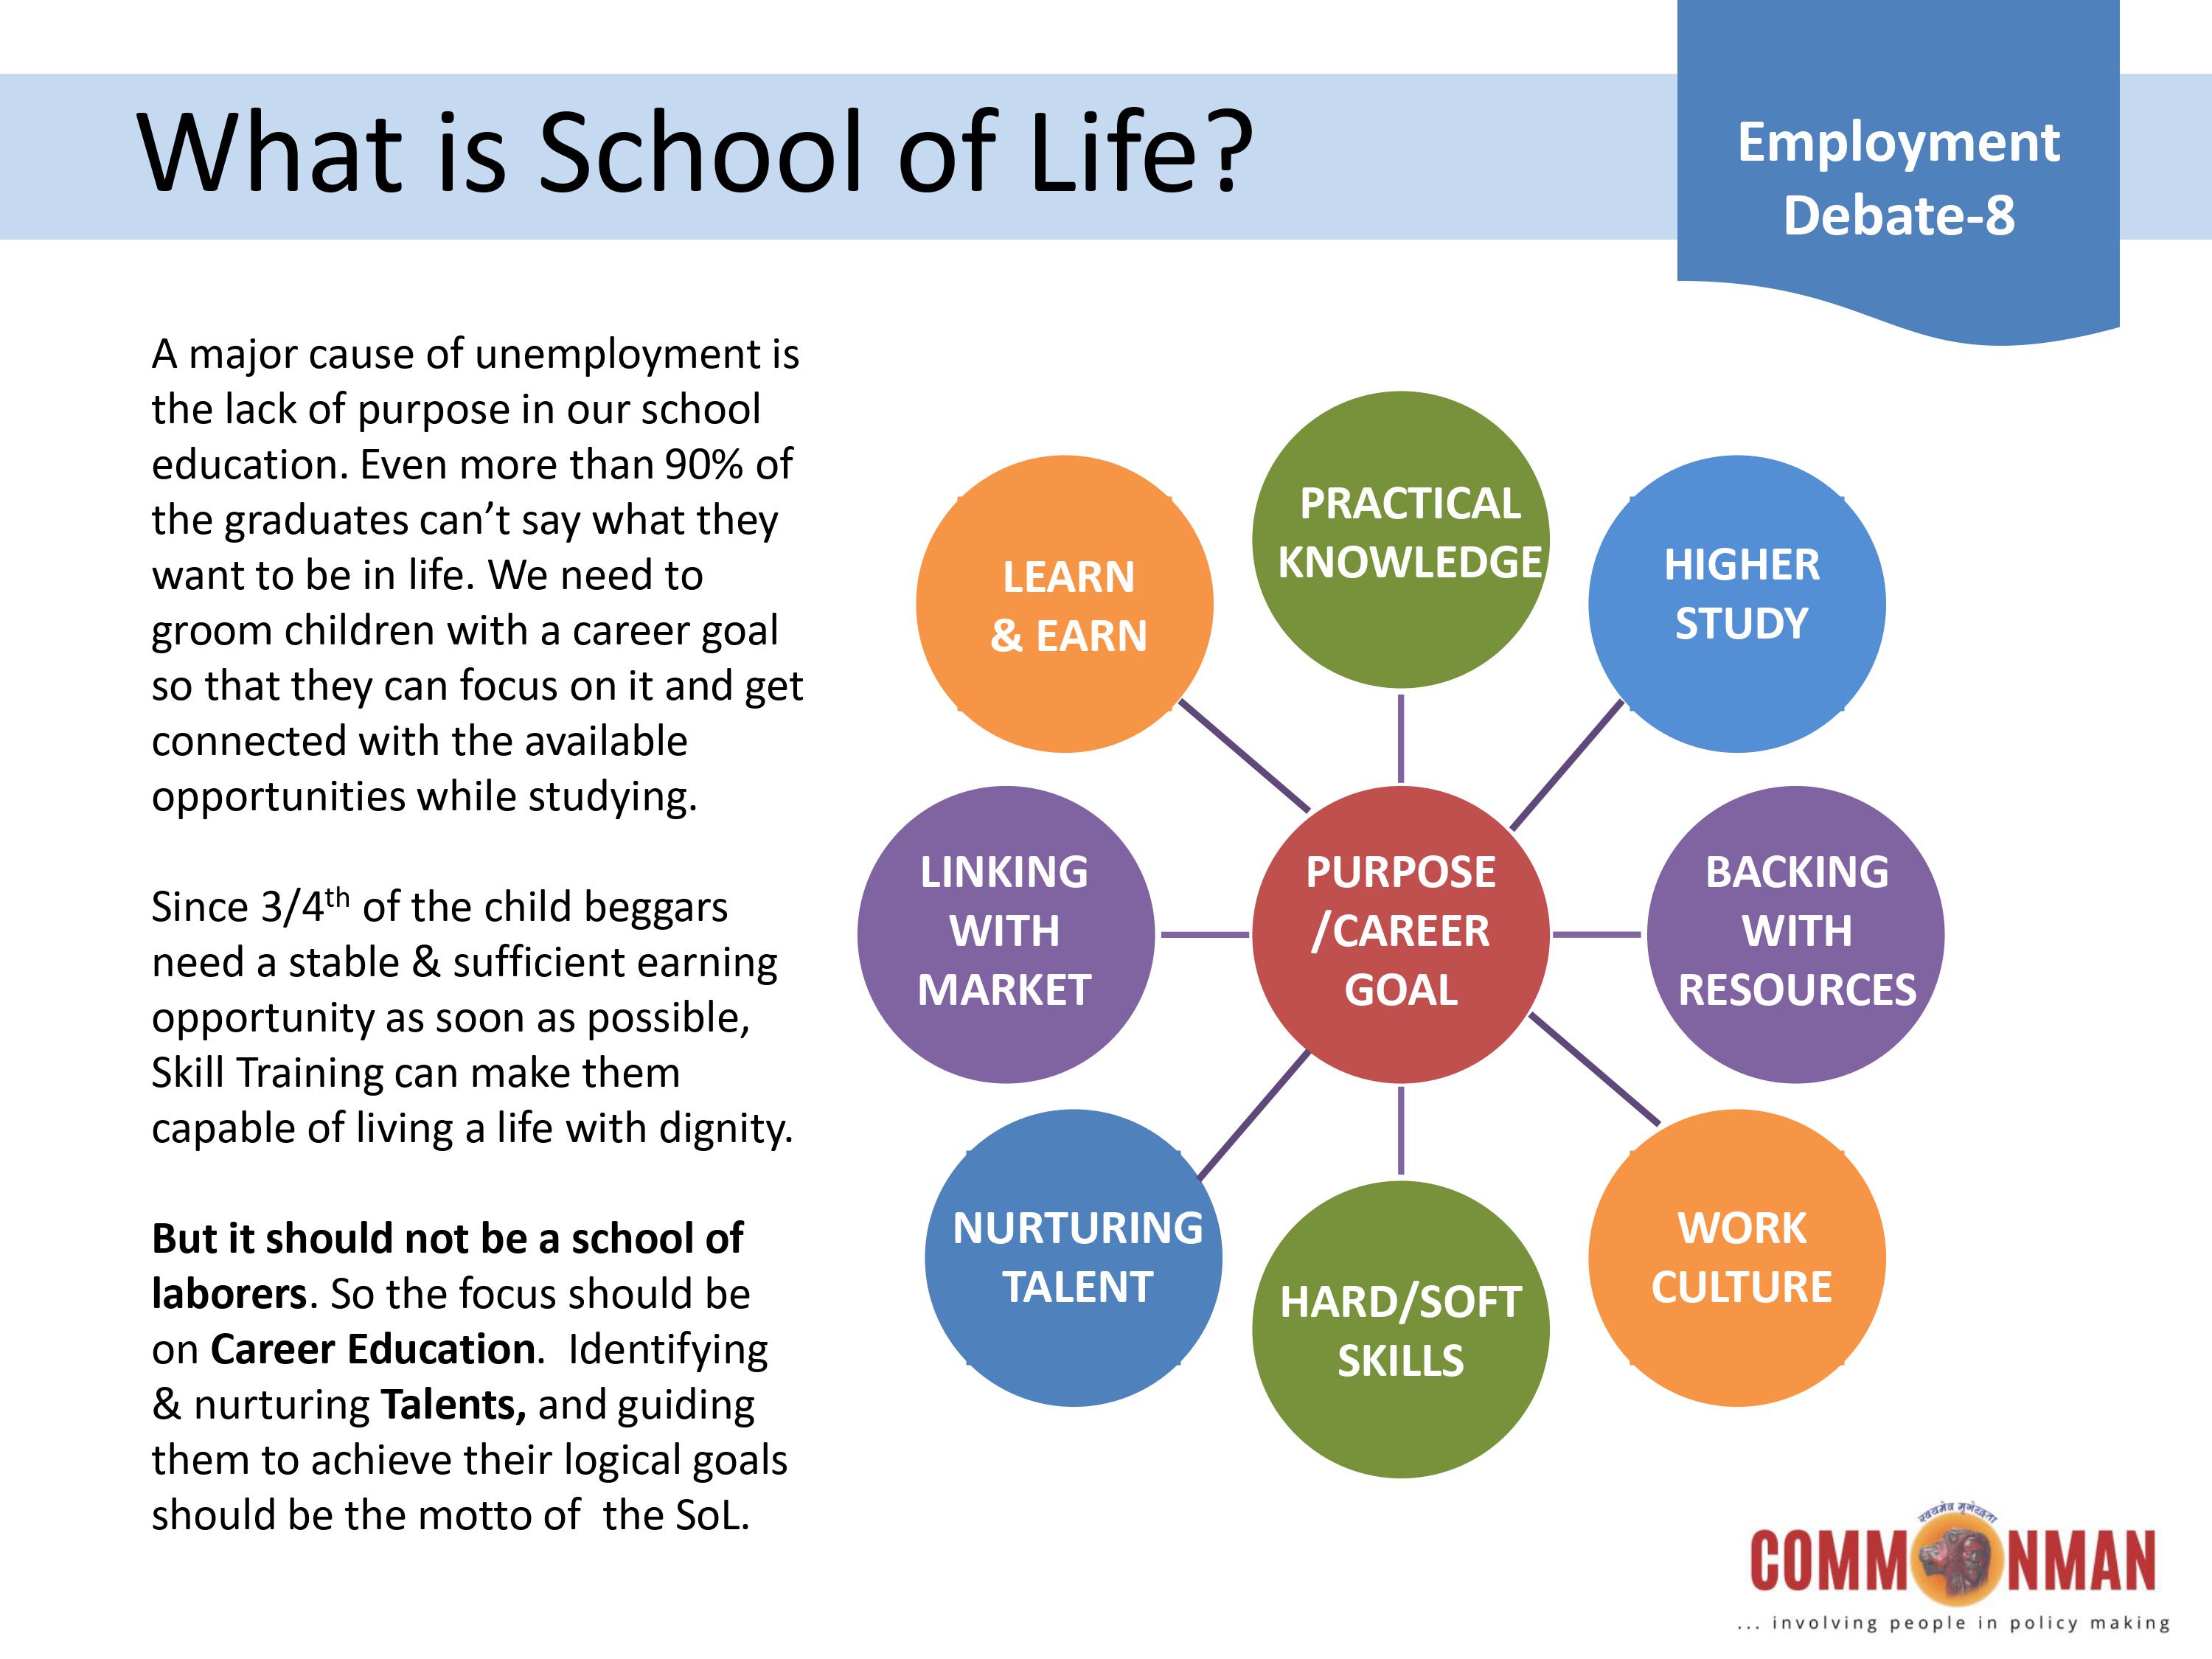 What is School of Life?
Employment
Debate-8
A major cause of unemployment is
the lack of purpose in our school
education. Even more than 90% of
the graduates can’t say what they
want to be in life. We need to
groom children with a career goal
so that they can focus on it and get
connected with the available
opportunities while studying.
Since 3/4th of the child beggars
need a stable & sufficient earning
opportunity as soon as possible,
Skill Training can make them
capable of living a life with dignity.
But it should not be a school of
laborers. So the focus should be
on Career Education.  Identifying
& nurturing Talents, and guiding
them to achieve their logical goals
should be the motto of  the SoL.
PRACTICAL
KNOWLEDGE
LEARN
& EARN
HIGHER
STUDY
LINKING
WITH
MARKET
PURPOSE
/CAREER
GOAL
BACKING
WITH
RESOURCES
NURTURING
TALENT
HARD/SOFT
SKILLS
WORK
CULTURE
स्वयमेव मृगेन्द्रता
COMMONMAN
... involving people in policy making